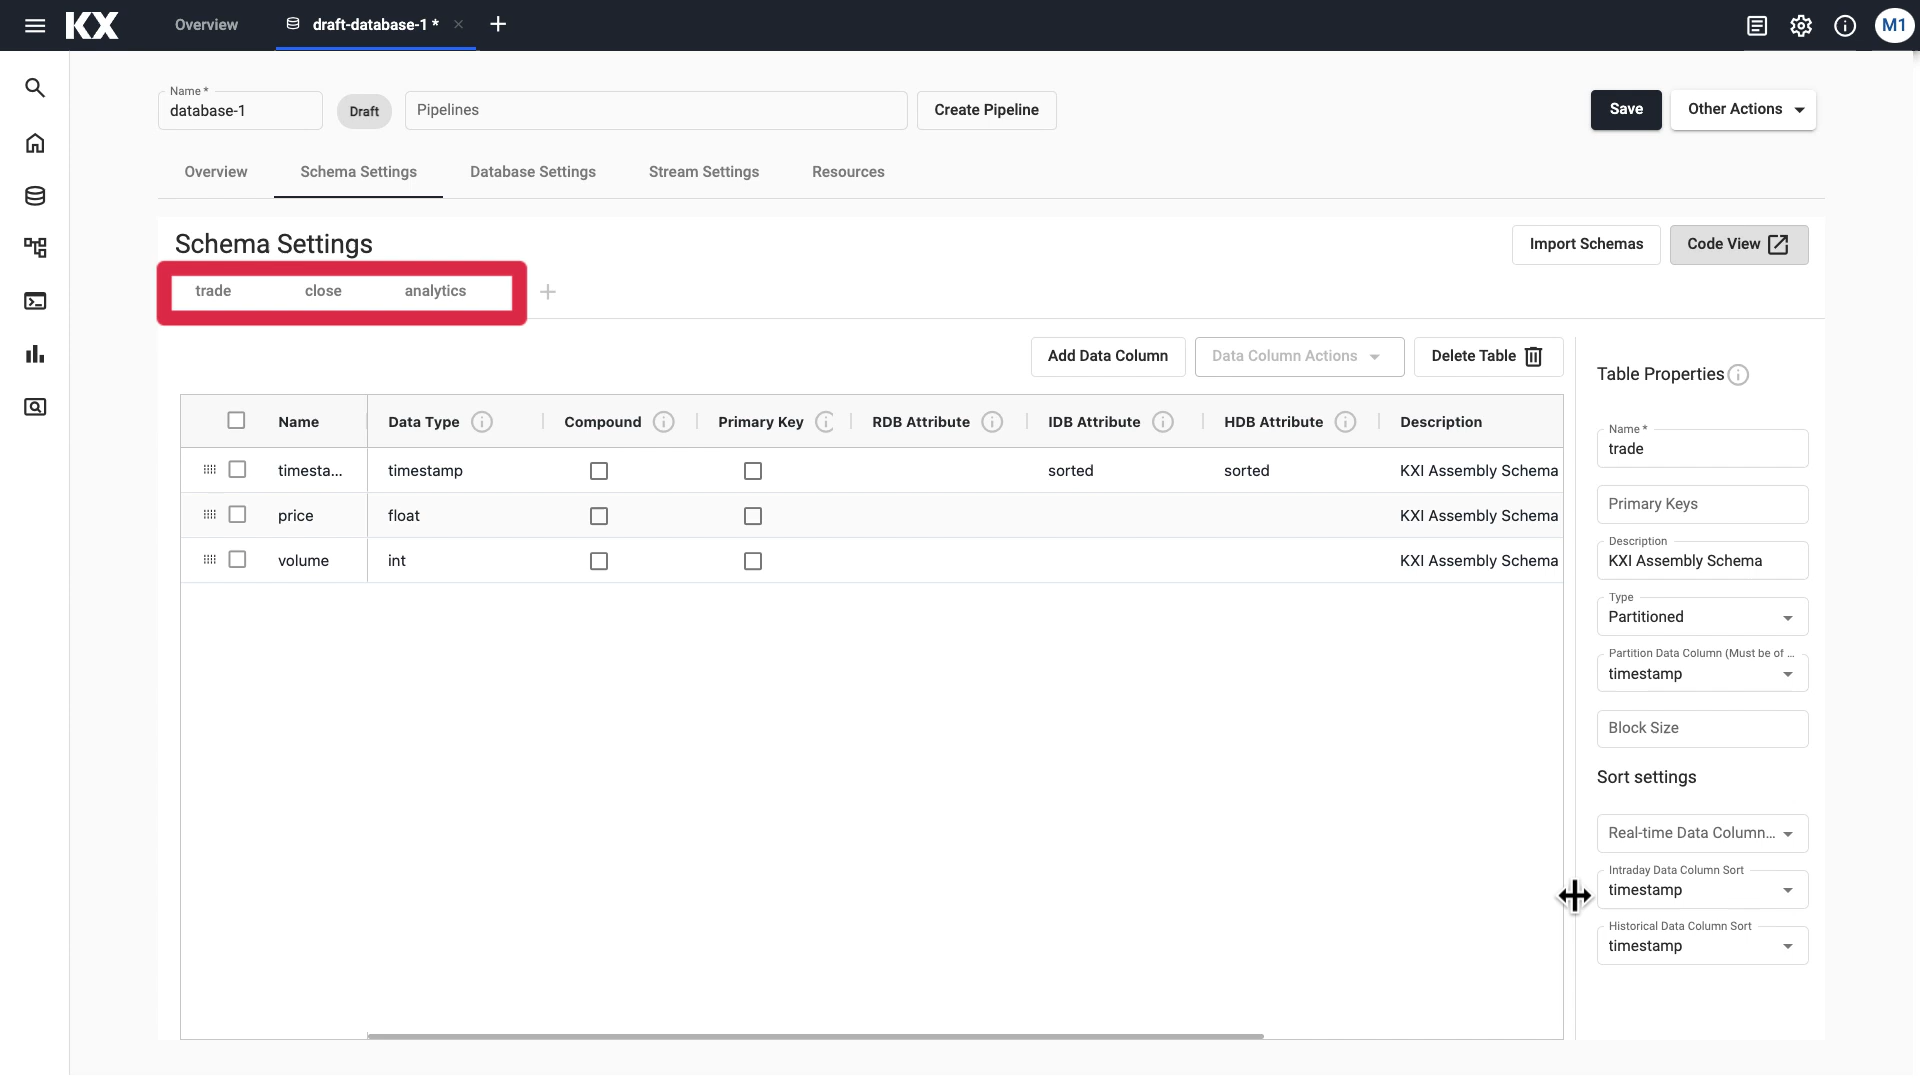 KX Overview draft-database-1 * M1
Name *
database-1 Draft Pipelines Create Pipeline Save Other Actions
Overview Schema Settings Database Settings Stream Settings Resources
Schema Settings Import Schemas Code View
trade close analytics
Add Data Column Data Column Actions Delete Table
Table Properties
Name Data Type Compound Primary Key RDB Attribute IDB Attribute HDB Attribute Description
timesta... timestamp sorted sorted KXI Assembly Schema
price float KXI Assembly Schema
volume int KXI Assembly Schema
Name *
trade
Primary Keys
Description
KXI Assembly Schema
Type
Partitioned
Partition Data Column (Must be of ...
timestamp
Block Size
Sort settings
Real-time Data Column...
Intraday Data Column Sort
timestamp
Historical Data Column Sort
timestamp